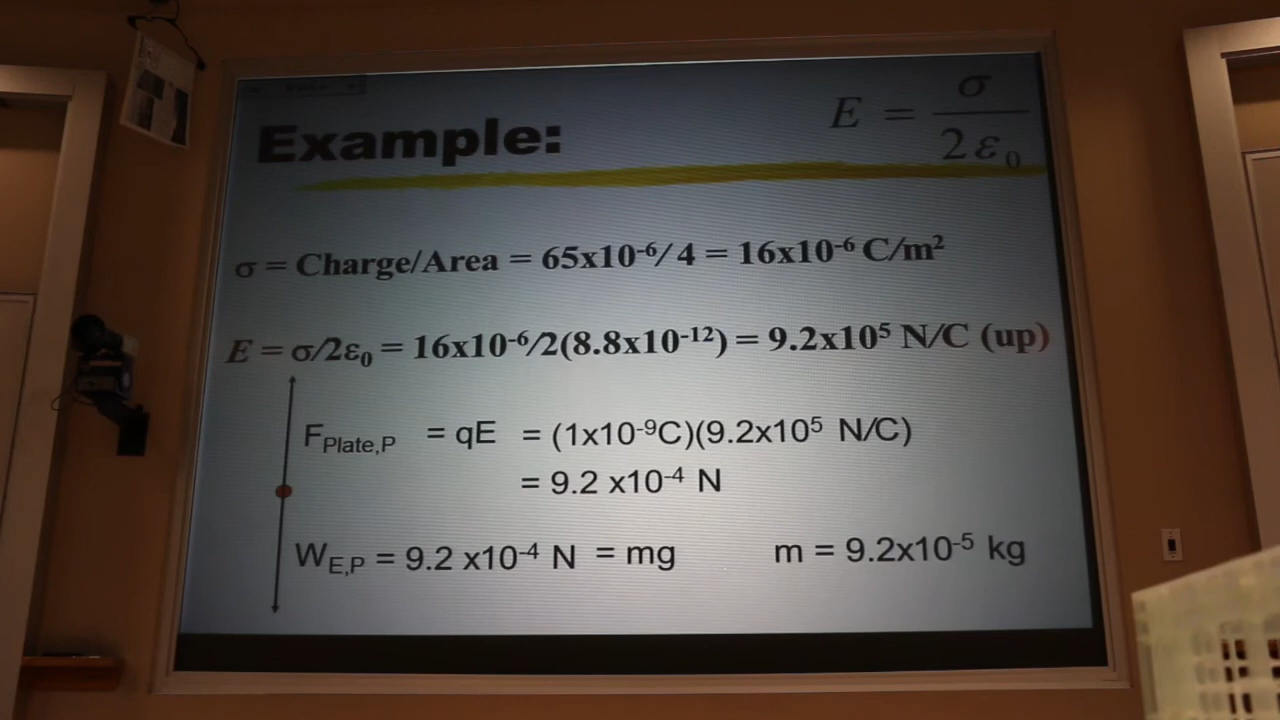 Example:
E = σ / 2ε₀
σ = Charge/Area = 65x10⁻⁶/ 4 = 16x10⁻⁶ C/m²
E = σ/2ε₀ = 16x10⁻⁶/2(8.8x10⁻¹²) = 9.2x10⁵ N/C (up)
F_Plate,P = qE = (1x10⁻⁹C)(9.2x10⁵ N/C)
= 9.2 x10⁻⁴ N
W_E,P = 9.2 x10⁻⁴ N = mg m = 9.2x10⁻⁵ kg